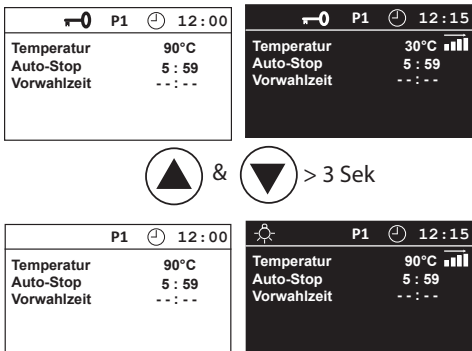 P1 12:00
Temperatur 90°C
Auto-Stop 5 : 59
Vorwahlzeit - - : - -
P1 12:15
Temperatur 30°C
Auto-Stop 5 : 59
Vorwahlzeit - - : - -
& > 3 Sek
P1 12:00
Temperatur 90°C
Auto-Stop 5 : 59
Vorwahlzeit - - : - -
P1 12:15
Temperatur 90°C
Auto-Stop 5 : 59
Vorwahlzeit - - : - -